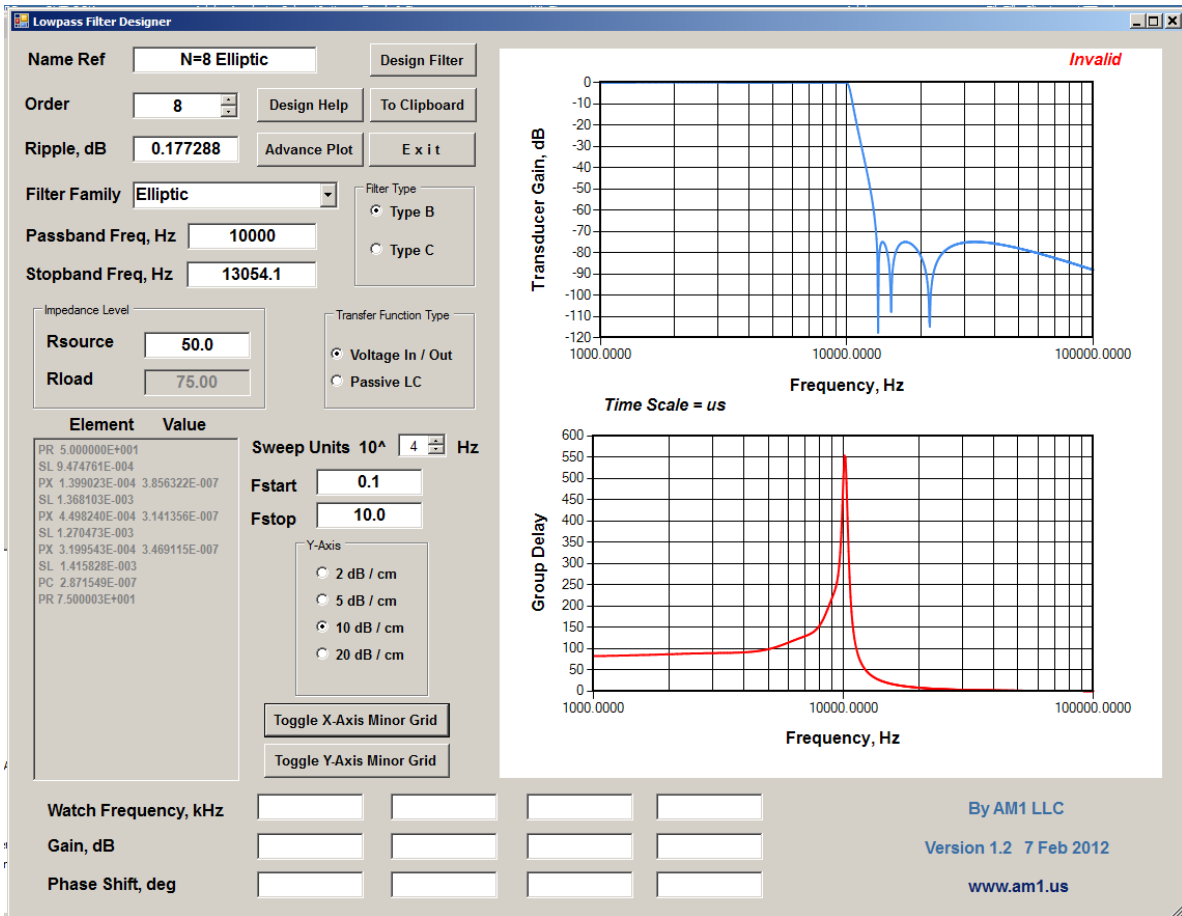 Lowpass Filter Designer
Name Ref
N=8 Elliptic
Design Filter
Order
8
Design Help
To Clipboard
Ripple, dB
0.177288
Advance Plot
E x i t
Filter Family
Elliptic
Filter Type
Type B
Type C
Passband Freq, Hz
10000
Stopband Freq, Hz
13054.1
Impedance Level
Rsource
50.0
Rload
75.00
Transfer Function Type
Voltage In / Out
Passive LC
Element Value
PR 5.000000E+001
SL 9.474761E-004
PX 1.399023E-004 3.856322E-007
SL 1.368103E-003
PX 4.498240E-004 3.141356E-007
SL 1.270473E-003
PX 3.199543E-004 3.469115E-007
SL 1.415828E-003
PC 2.871549E-007
PR 7.500003E+001
Sweep Units 10^ 4 Hz
Fstart
0.1
Fstop
10.0
Y-Axis
2 dB / cm
5 dB / cm
10 dB / cm
20 dB / cm
Toggle X-Axis Minor Grid
Toggle Y-Axis Minor Grid
Invalid
Transducer Gain, dB
0
-10
-20
-30
-40
-50
-60
-70
-80
-90
-100
-110
-120
1000.0000
10000.0000
100000.0000
Frequency, Hz
Time Scale = us
Group Delay
600
550
500
450
400
350
300
250
200
150
100
50
0
1000.0000
10000.0000
100000.0000
Frequency, Hz
Watch Frequency, kHz
Gain, dB
Phase Shift, deg
By AM1 LLC
Version 1.2 7 Feb 2012
www.am1.us